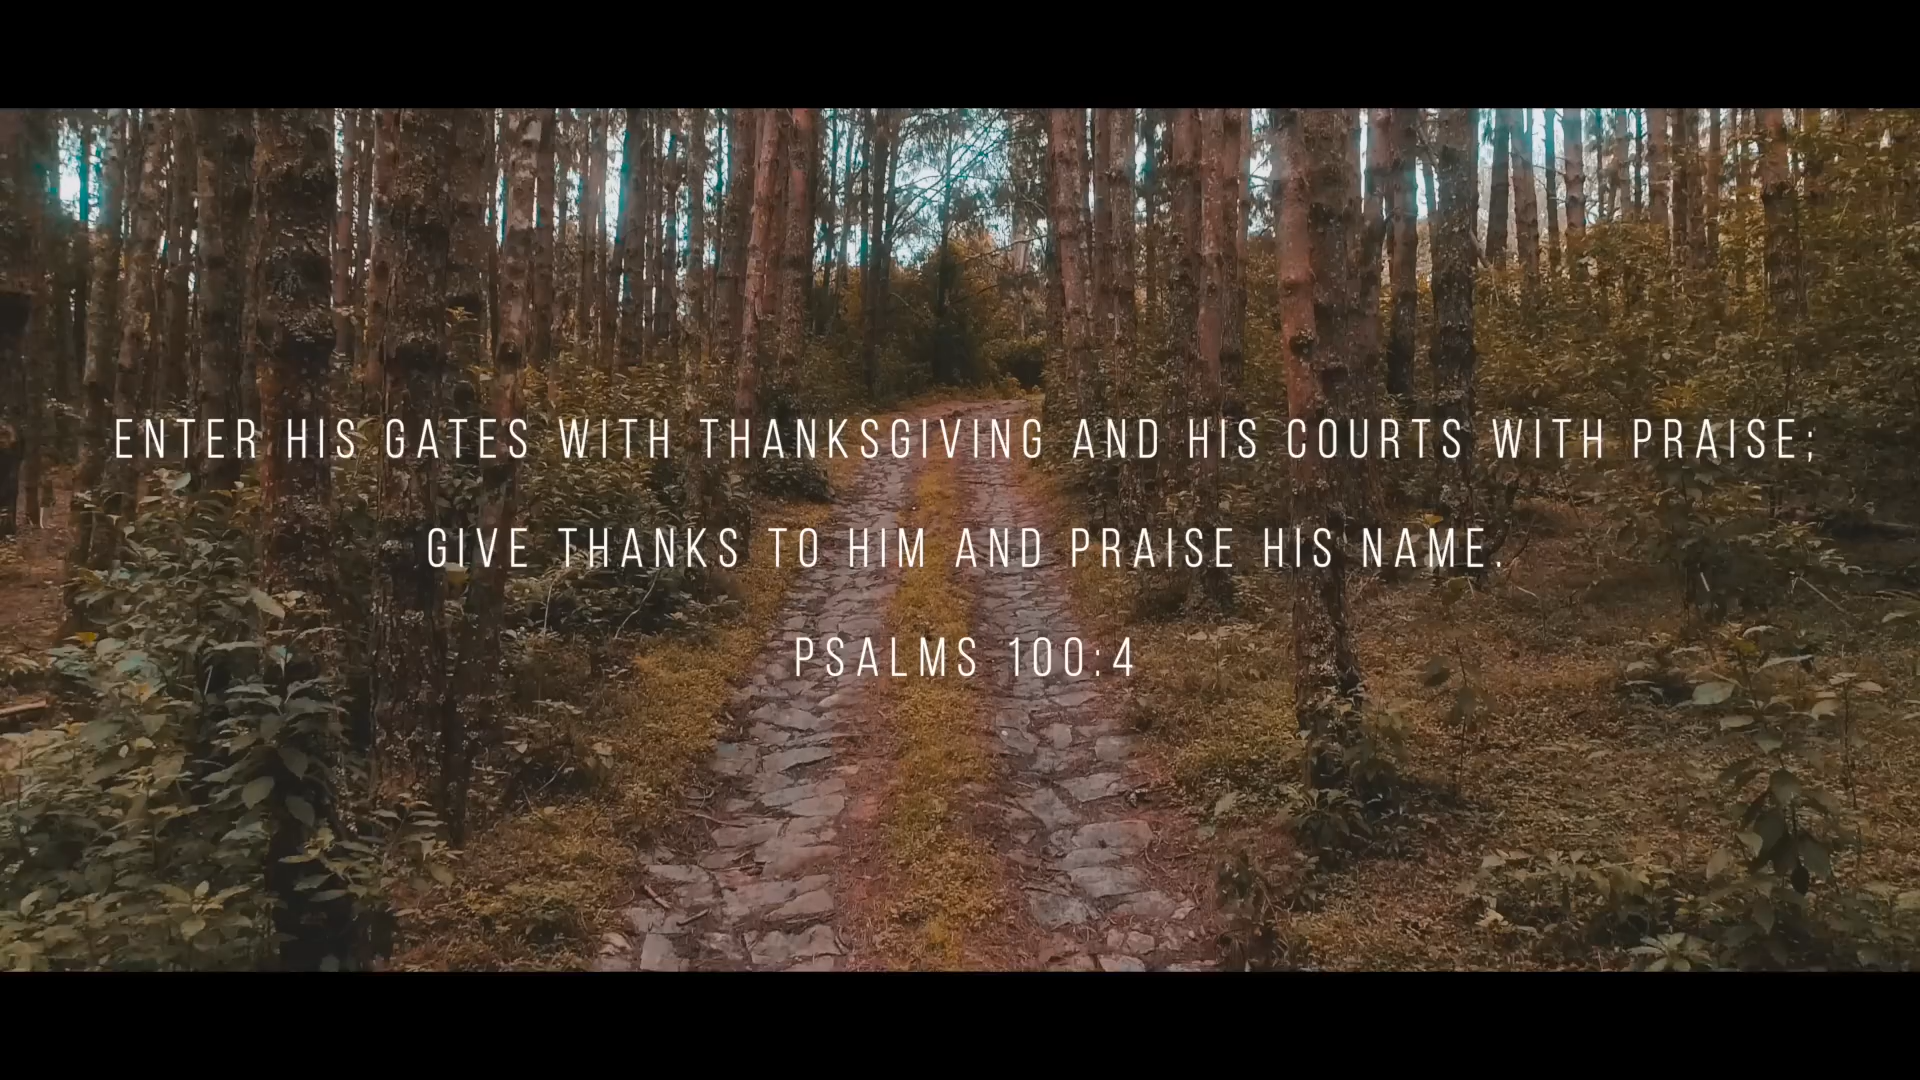 ENTER HIS GATES WITH THANKSGIVING AND HIS COURTS WITH PRAISE;
GIVE THANKS TO HIM AND PRAISE HIS NAME.
PSALMS 100:4